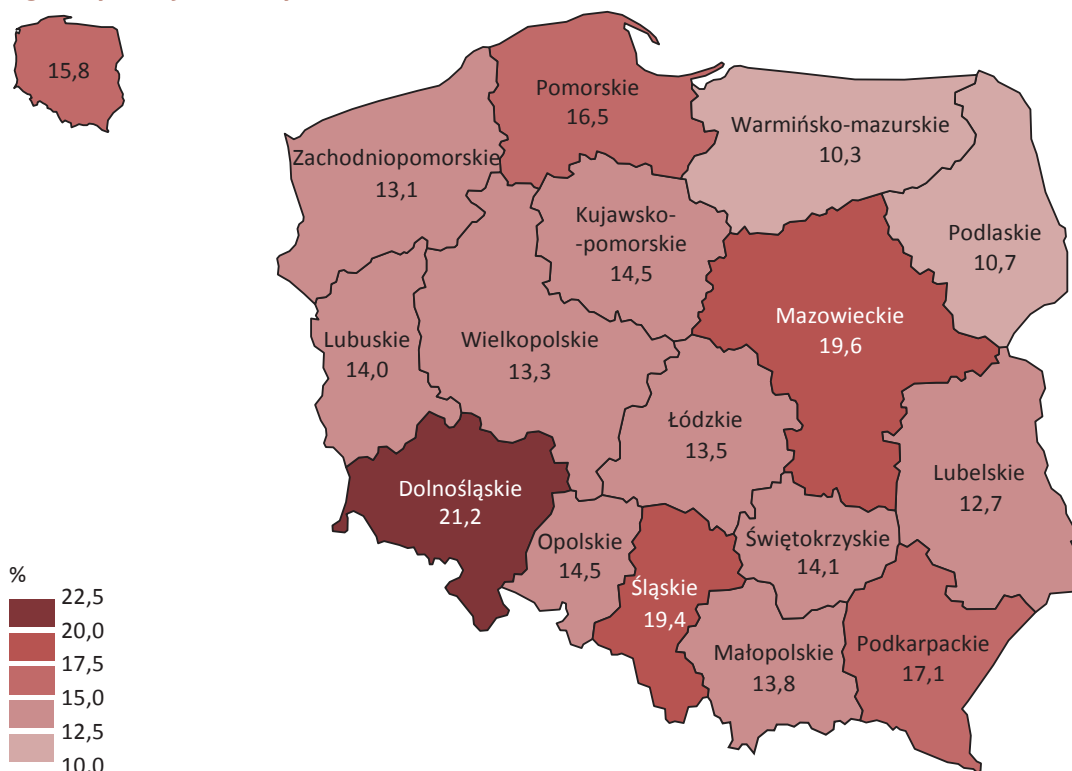 15,8
Pomorskie
16,5
Warmińsko-mazurskie
10,3
Zachodniopomorskie
13,1
Kujawsko-
-pomorskie
14,5
Podlaskie
10,7
Mazowieckie
19,6
Lubuskie
14,0
Wielkopolskie
13,3
Łódzkie
13,5
Lubelskie
12,7
Dolnośląskie
21,2
Opolskie
14,5
Świętokrzyskie
14,1
Śląskie
19,4
Małopolskie
13,8
Podkarpackie
17,1
%
22,5
20,0
17,5
15,0
12,5
10,0